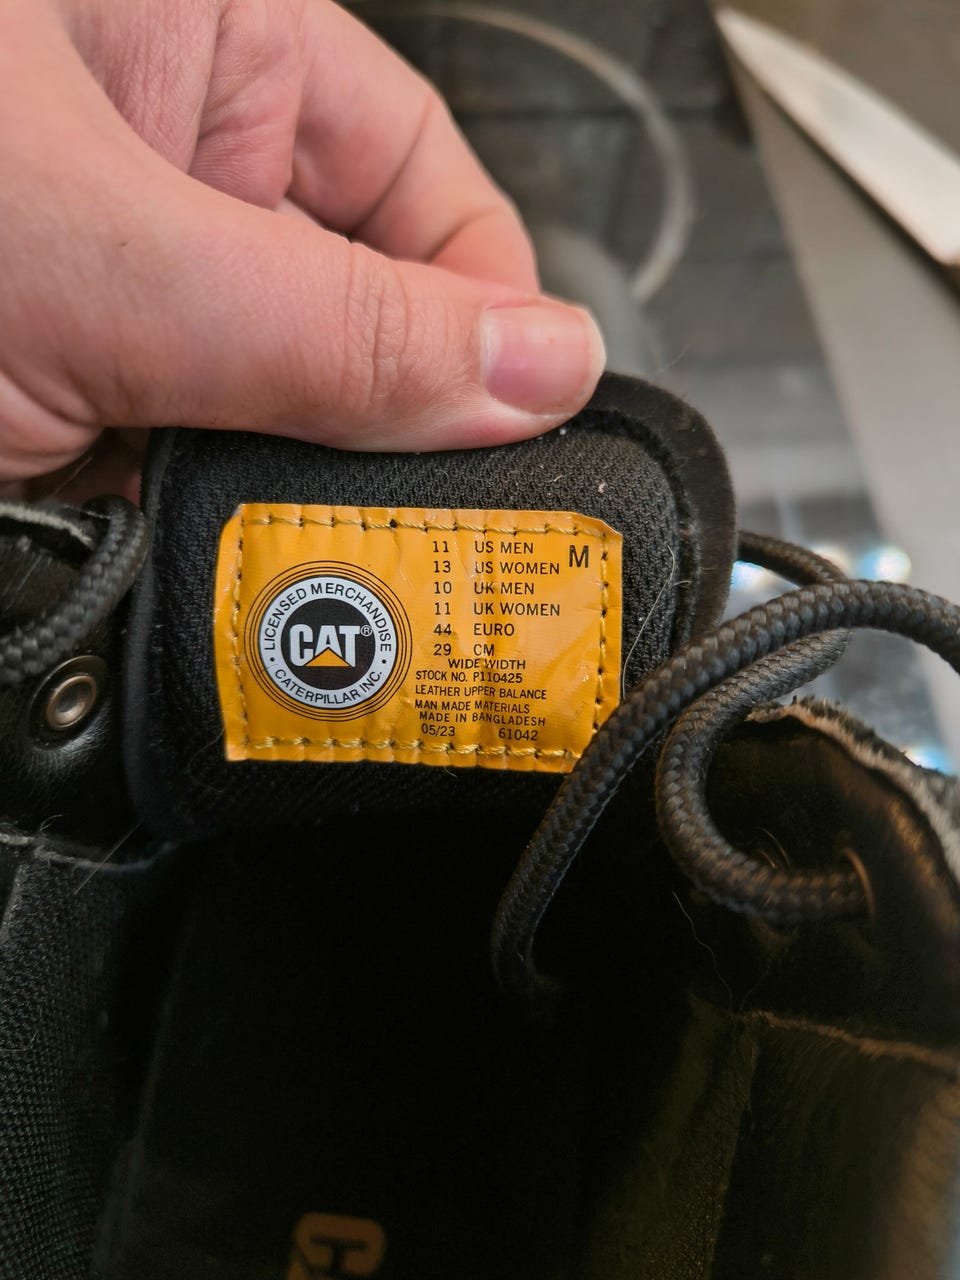 LICENSED MERCHANDISE
CAT®
CATERPILLAR INC.
M
11 US MEN
13 US WOMEN
10 UK MEN
11 UK WOMEN
44 EURO
29 CM
WIDE WIDTH
STOCK NO. P110425
LEATHER UPPER BALANCE
MAN MADE MATERIALS
MADE IN BANGLADESH
05/23 61042